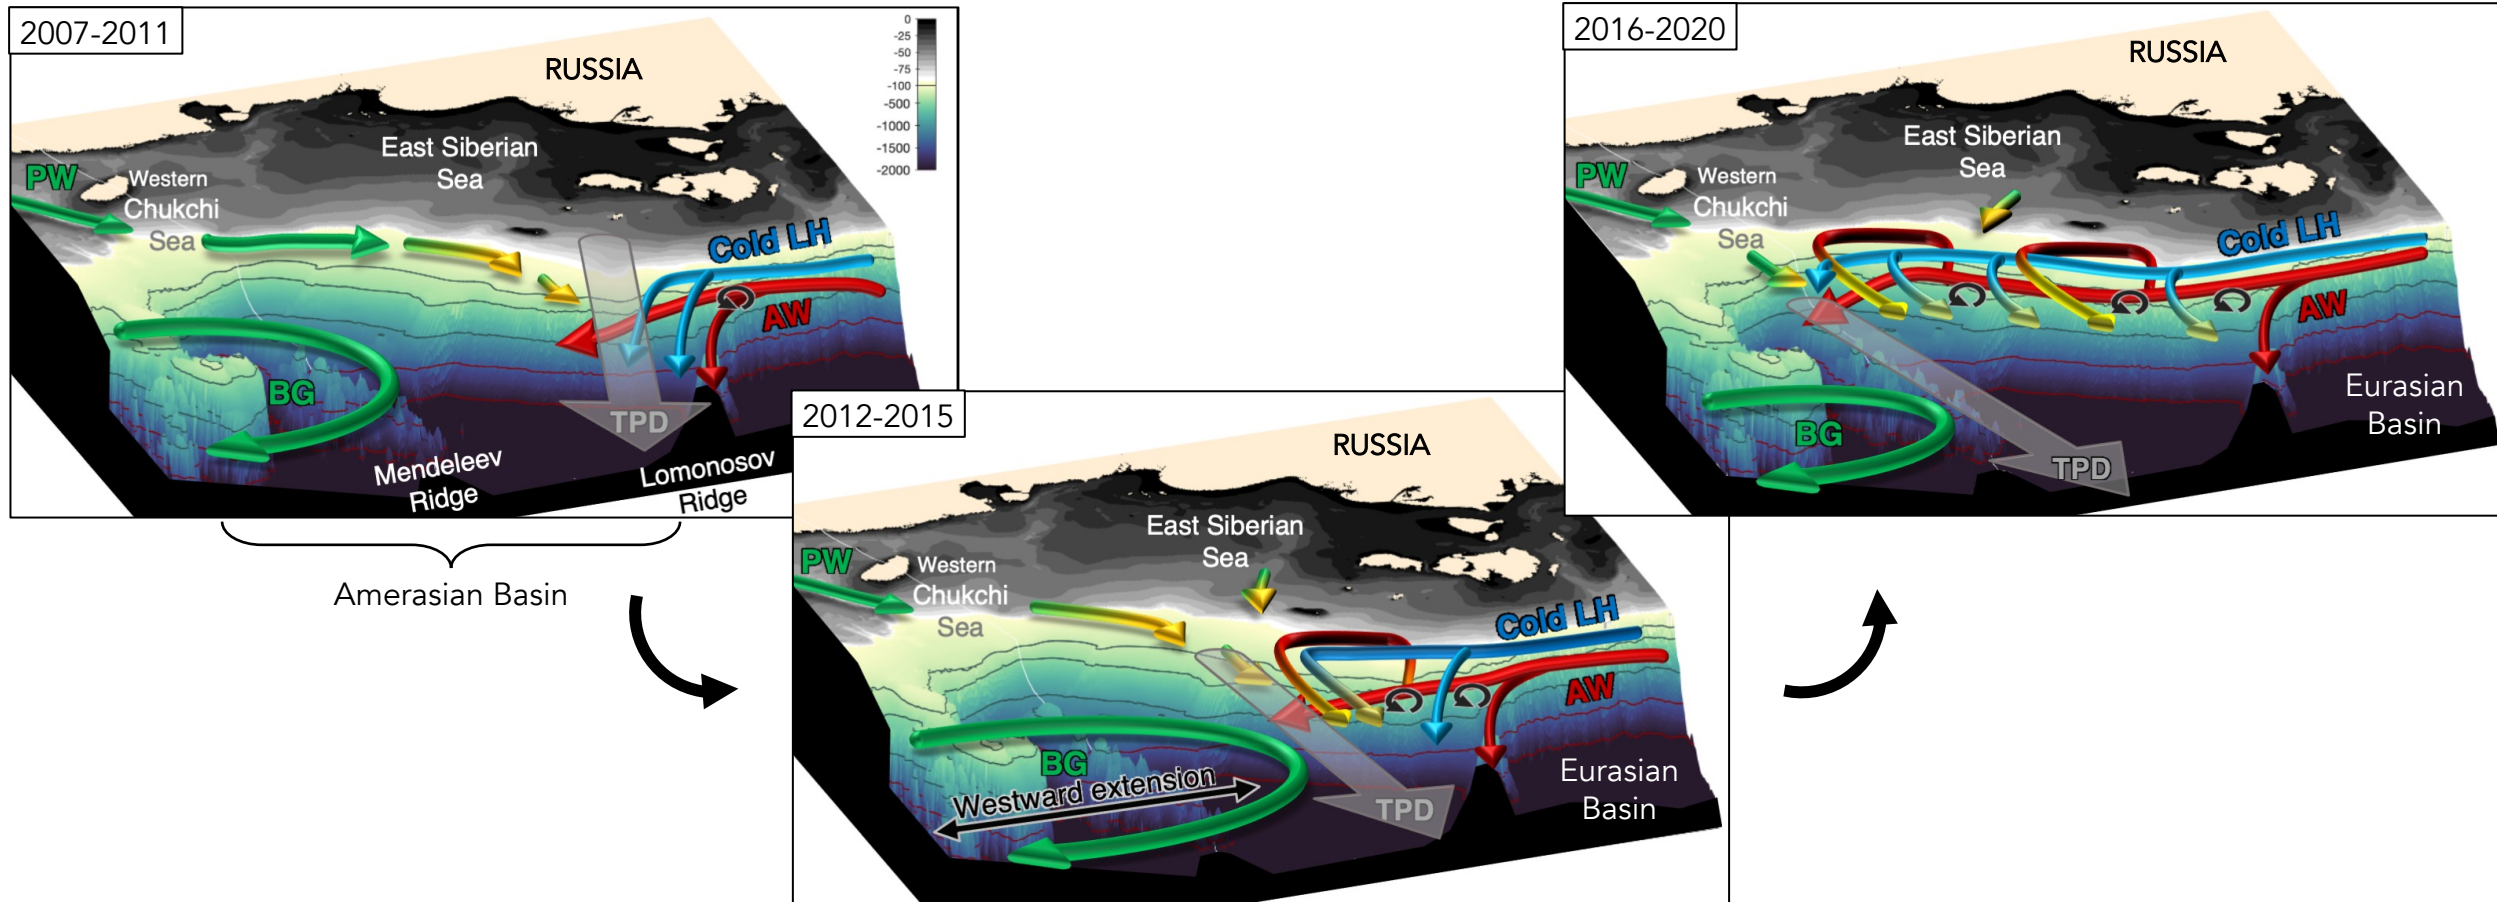 2007-2011
RUSSIA
0
-25
-50
-75
-100
-500
-1000
-1500
-2000
East Siberian
Sea
PW
Western
Chukchi
Sea
Cold LH
AW
BG
TPD
Mendeleev
Ridge
Lomonosov
Ridge
Amerasian Basin
2012-2015
RUSSIA
East Siberian
Sea
PW
Western
Chukchi
Sea
Cold LH
AW
BG
Westward extension
TPD
Eurasian
Basin
2016-2020
RUSSIA
East Siberian
Sea
PW
Western
Chukchi
Sea
Cold LH
AW
BG
TPD
Eurasian
Basin